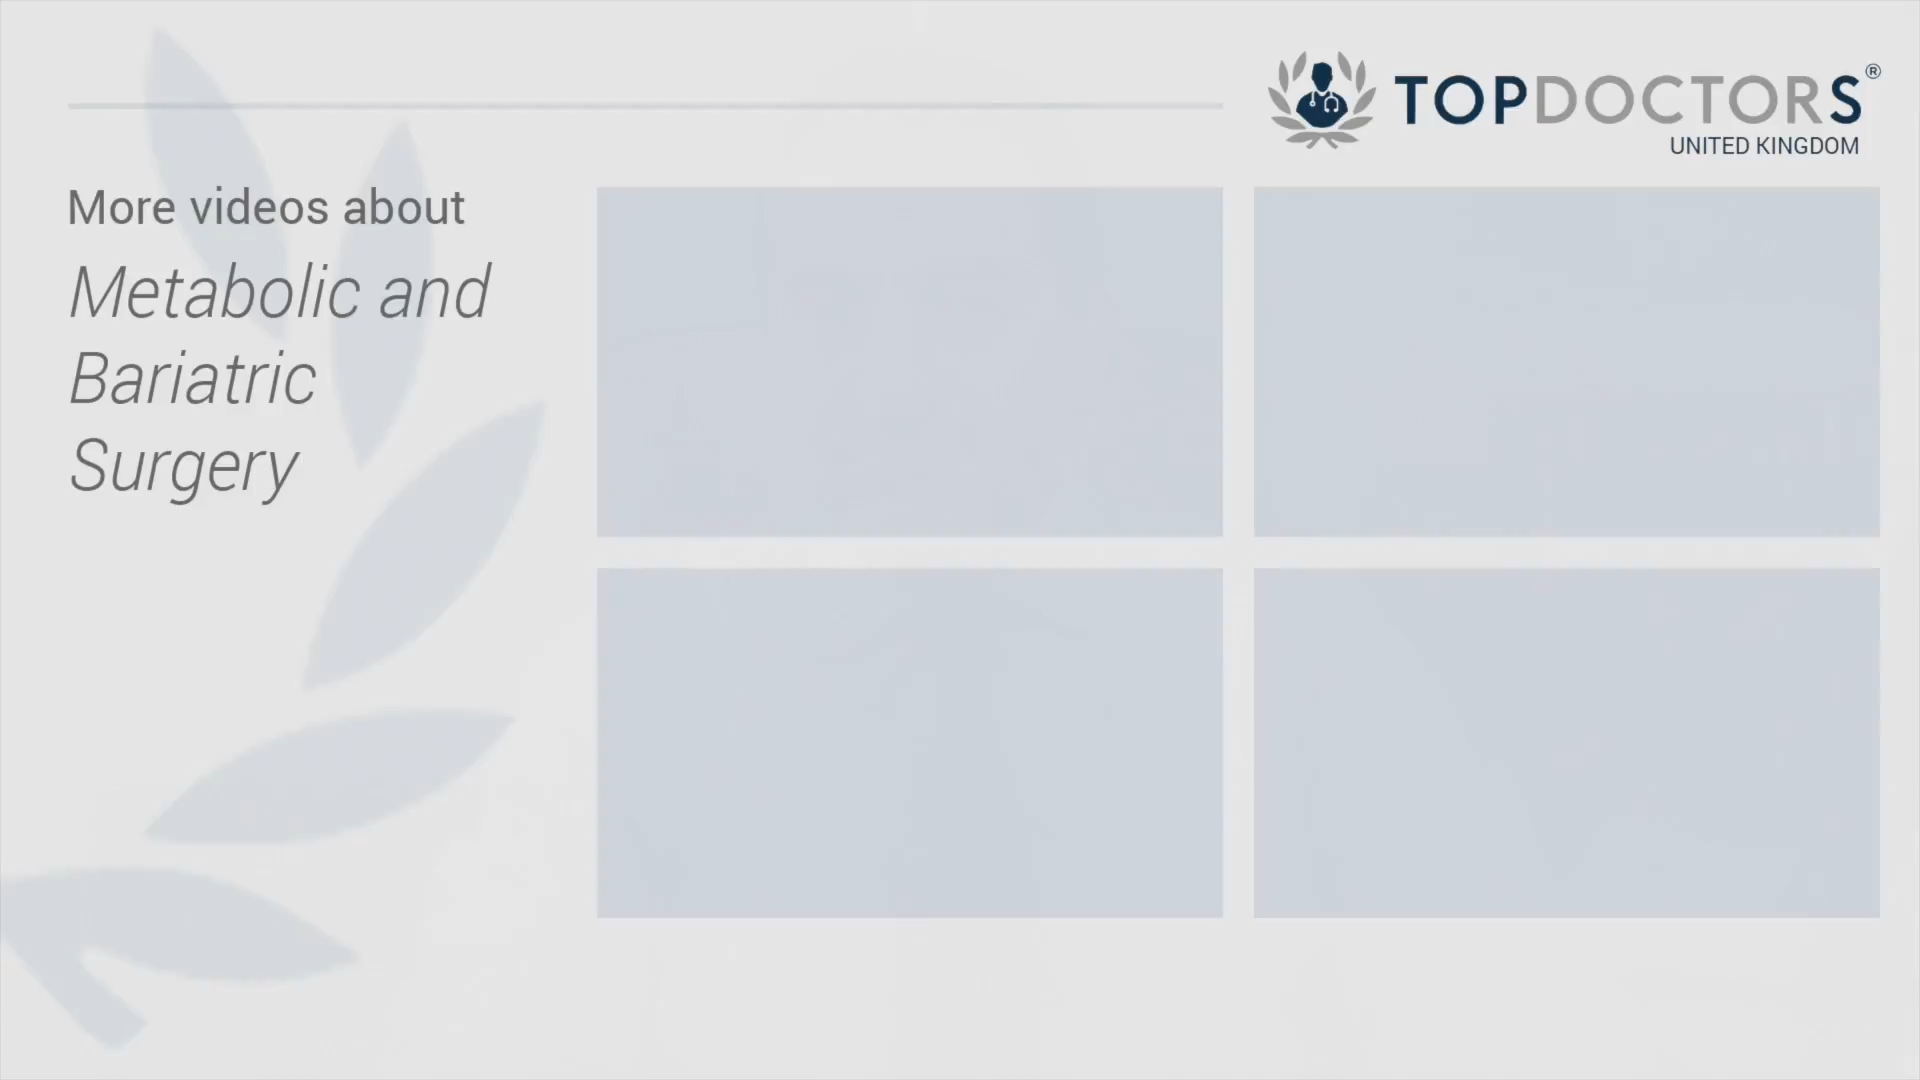 TOPDOCTORS®
UNITED KINGDOM
More videos about
Metabolic and
Bariatric
Surgery